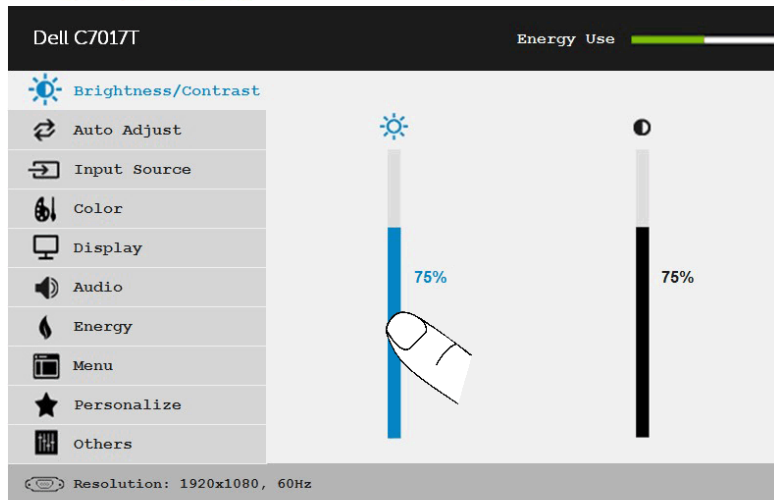 Dell C7017T
Energy Use
Brightness/Contrast
Auto Adjust
Input Source
Color
Display
Audio
Energy
Menu
Personalize
Others
75%
75%
Resolution: 1920x1080, 60Hz